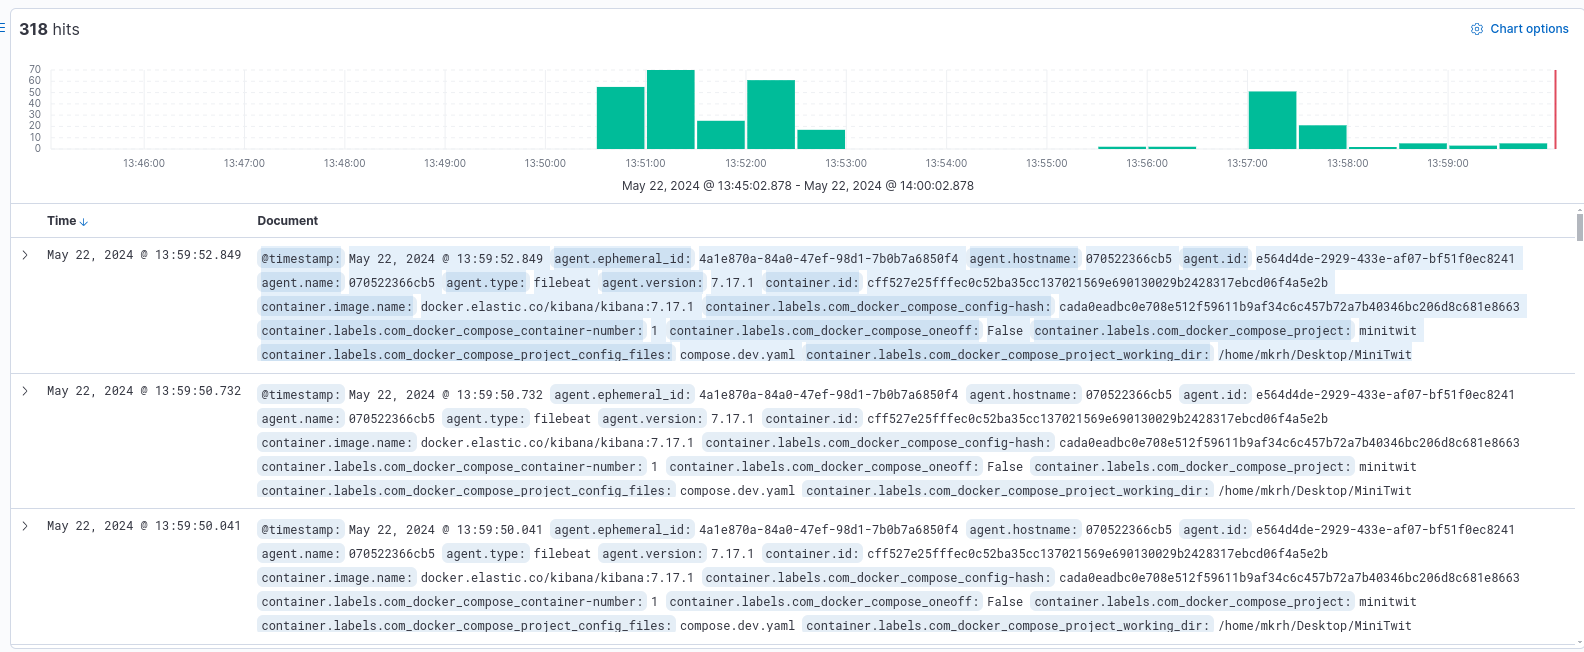 318 hits
Chart options
70
60
50
40
30
20
10
0
13:46:00 13:47:00 13:48:00 13:49:00 13:50:00 13:51:00 13:52:00 13:53:00 13:54:00 13:55:00 13:56:00 13:57:00 13:58:00 13:59:00
May 22, 2024 @ 13:45:02.878 - May 22, 2024 @ 14:00:02.878
Time Document
May 22, 2024 @ 13:59:52.849 @timestamp: May 22, 2024 @ 13:59:52.849 agent.ephemeral_id: 4a1e870a-84a0-47ef-98d1-7b0b7a6850f4 agent.hostname: 070522366cb5 agent.id: e564d4de-2929-433e-af07-bf51f0ec8241
agent.name: 070522366cb5 agent.type: filebeat agent.version: 7.17.1 container.id: cff527e25fffec0c52ba35cc137021569e690130029b2428317ebcd06f4a5e2b
container.image.name: docker.elastic.co/kibana/kibana:7.17.1 container.labels.com_docker_compose_config-hash: cada0eadbc0e708e512f59611b9af34c6c457b72a7b40346bc206d8c681e8663
container.labels.com_docker_compose_container-number: 1 container.labels.com_docker_compose_oneoff: False container.labels.com_docker_compose_project: minitwit
container.labels.com_docker_compose_project_config_files: compose.dev.yaml container.labels.com_docker_compose_project_working_dir: /home/mkrh/Desktop/MiniTwit
May 22, 2024 @ 13:59:50.732 @timestamp: May 22, 2024 @ 13:59:50.732 agent.ephemeral_id: 4a1e870a-84a0-47ef-98d1-7b0b7a6850f4 agent.hostname: 070522366cb5 agent.id: e564d4de-2929-433e-af07-bf51f0ec8241
agent.name: 070522366cb5 agent.type: filebeat agent.version: 7.17.1 container.id: cff527e25fffec0c52ba35cc137021569e690130029b2428317ebcd06f4a5e2b
container.image.name: docker.elastic.co/kibana/kibana:7.17.1 container.labels.com_docker_compose_config-hash: cada0eadbc0e708e512f59611b9af34c6c457b72a7b40346bc206d8c681e8663
container.labels.com_docker_compose_container-number: 1 container.labels.com_docker_compose_oneoff: False container.labels.com_docker_compose_project: minitwit
container.labels.com_docker_compose_project_config_files: compose.dev.yaml container.labels.com_docker_compose_project_working_dir: /home/mkrh/Desktop/MiniTwit
May 22, 2024 @ 13:59:50.041 @timestamp: May 22, 2024 @ 13:59:50.041 agent.ephemeral_id: 4a1e870a-84a0-47ef-98d1-7b0b7a6850f4 agent.hostname: 070522366cb5 agent.id: e564d4de-2929-433e-af07-bf51f0ec8241
agent.name: 070522366cb5 agent.type: filebeat agent.version: 7.17.1 container.id: cff527e25fffec0c52ba35cc137021569e690130029b2428317ebcd06f4a5e2b
container.image.name: docker.elastic.co/kibana/kibana:7.17.1 container.labels.com_docker_compose_config-hash: cada0eadbc0e708e512f59611b9af34c6c457b72a7b40346bc206d8c681e8663
container.labels.com_docker_compose_container-number: 1 container.labels.com_docker_compose_oneoff: False container.labels.com_docker_compose_project: minitwit
container.labels.com_docker_compose_project_config_files: compose.dev.yaml container.labels.com_docker_compose_project_working_dir: /home/mkrh/Desktop/MiniTwit